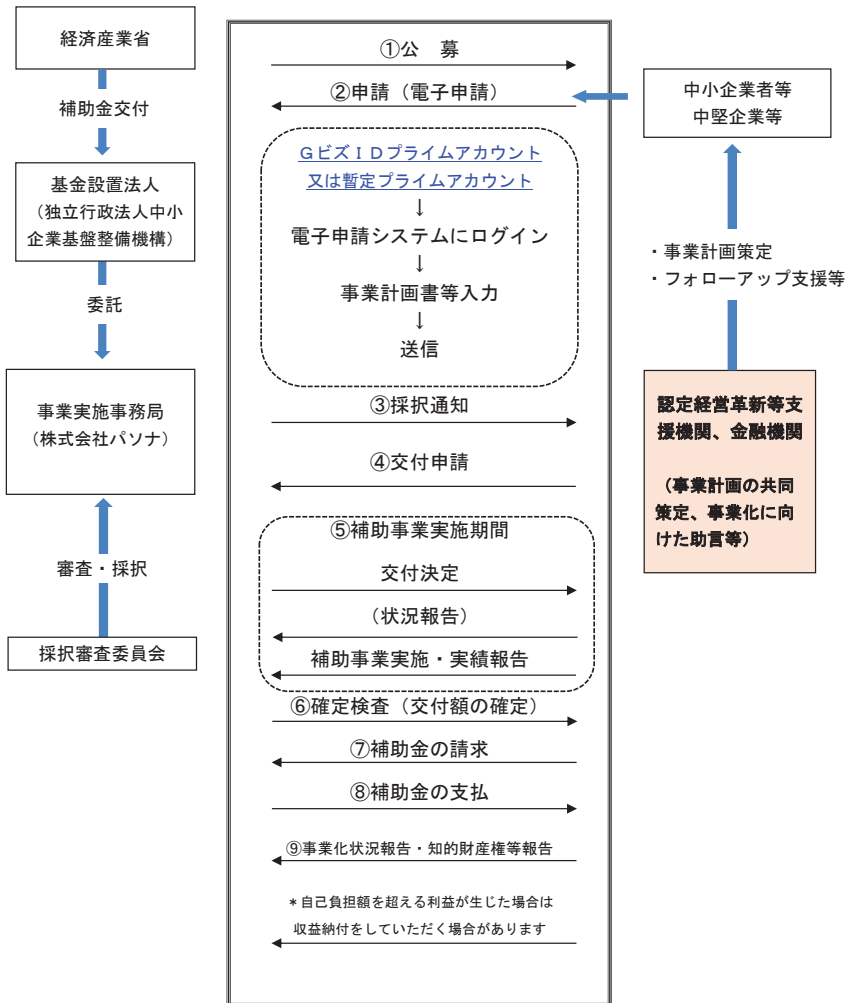 経済産業省
補助金交付
基金設置法人
（独立行政法人中小
企業基盤整備機構）
委託
事業実施事務局
（株式会社パソナ）
審査・採択
採択審査委員会
①公　募
②申請（電子申請）
ＧビズＩＤプライムアカウント
又は暫定プライムアカウント
↓
電子申請システムにログイン
↓
事業計画書等入力
↓
送信
③採択通知
④交付申請
⑤補助事業実施期間
交付決定
（状況報告）
補助事業実施・実績報告
⑥確定検査（交付額の確定）
⑦補助金の請求
⑧補助金の支払
⑨事業化状況報告・知的財産権等報告
＊自己負担額を超える利益が生じた場合は
収益納付をしていただく場合があります
中小企業者等
中堅企業等
・事業計画策定
・フォローアップ支援等
認定経営革新等支
援機関、金融機関
（事業計画の共同
策定、事業化に向
けた助言等）